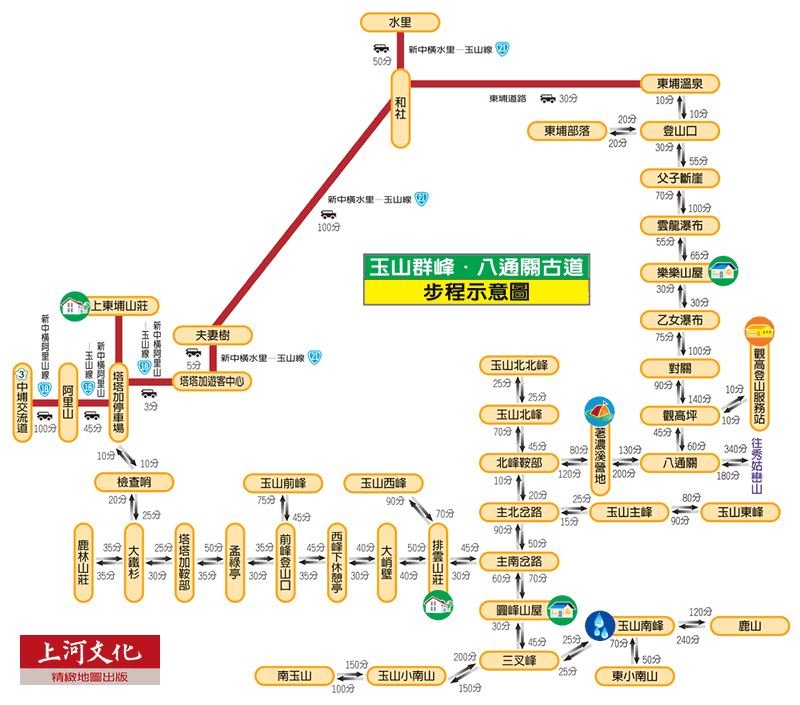 水里
50分
新中橫水里─玉山線 21
和社
東埔道路 30分
東埔溫泉
10分
10分
東埔部落
20分
20分
登山口
30分
55分
父子斷崖
70分
100分
雲龍瀑布
55分
65分
樂樂山屋
30分
30分
乙女瀑布
75分
100分
對關
90分
140分
觀高坪
10分
10分
觀高登山服務站
45分
60分
八通關
340分
180分
往秀姑巒山
新中橫水里─玉山線 21
100分
玉山群峰・八通關古道
步程示意圖
上東埔山莊
夫妻樹
5分
新中橫水里─玉山線 21
塔塔加遊客中心
新中橫阿里山─玉山線 18
3分
塔塔加停車場
新中橫阿里山─玉山線 18
45分
阿里山
新中橫阿里山線 18
100分
3
中埔交流道
10分
10分
檢查哨
20分
25分
鹿林山莊
35分
35分
大鐵杉
25分
30分
塔塔加鞍部
50分
35分
孟祿亭
35分
30分
玉山前峰
75分
45分
前峰登山口
45分
35分
西峰下休憩亭
40分
30分
大峭壁
50分
40分
玉山西峰
90分
70分
排雲山莊
45分
30分
玉山北北峰
25分
25分
玉山北峰
70分
45分
北峰鞍部
80分
120分
荖濃溪營地
130分
200分
10分
20分
主北岔路
25分
15分
玉山主峰
80分
90分
玉山東峰
90分
50分
主南岔路
60分
70分
圓峰山屋
30分
45分
三叉峰
25分
25分
玉山南峰
120分
240分
鹿山
70分
50分
東小南山
200分
150分
玉山小南山
150分
100分
南玉山
上河文化
精緻地圖出版